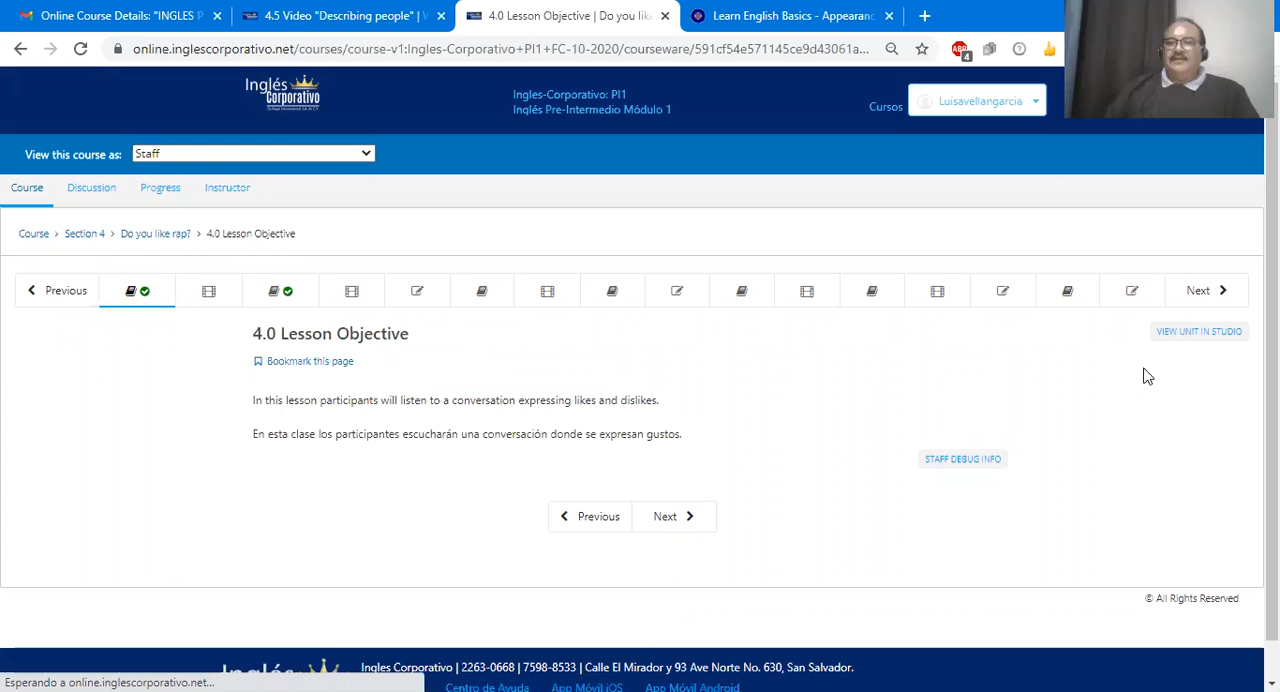 Online Course Details: "INGLES P
4.5 Video "Describing people" | V
4.0 Lesson Objective | Do you like
Learn English Basics - Appearanc
online.inglescorporativo.net/courses/course-v1:Ingles-Corporativo+PI1+FC-10-2020/courseware/591cf54e571145ce9d43061a...
ABP
4
Inglés
Corporativo
Ingles-Corporativo: PI1
Inglés Pre-Intermedio Módulo 1
Cursos
Luisavellangarcia
View this course as:
Staff
Course
Discussion
Progress
Instructor
Course > Section 4 > Do you like rap? > 4.0 Lesson Objective
Previous
Next
4.0 Lesson Objective
VIEW UNIT IN STUDIO
Bookmark this page
In this lesson participants will listen to a conversation expressing likes and dislikes.
En esta clase los participantes escucharán una conversación donde se expresan gustos.
STAFF DEBUG INFO
Previous
Next
© All Rights Reserved
Inglés
Ingles Corporativo | 2263-0668 | 7598-8533 | Calle El Mirador y 93 Ave Norte No. 630, San Salvador.
Esperando a online.inglescorporativo.net...
Centro de Ayuda
App Móvil iOS
App Móvil Android